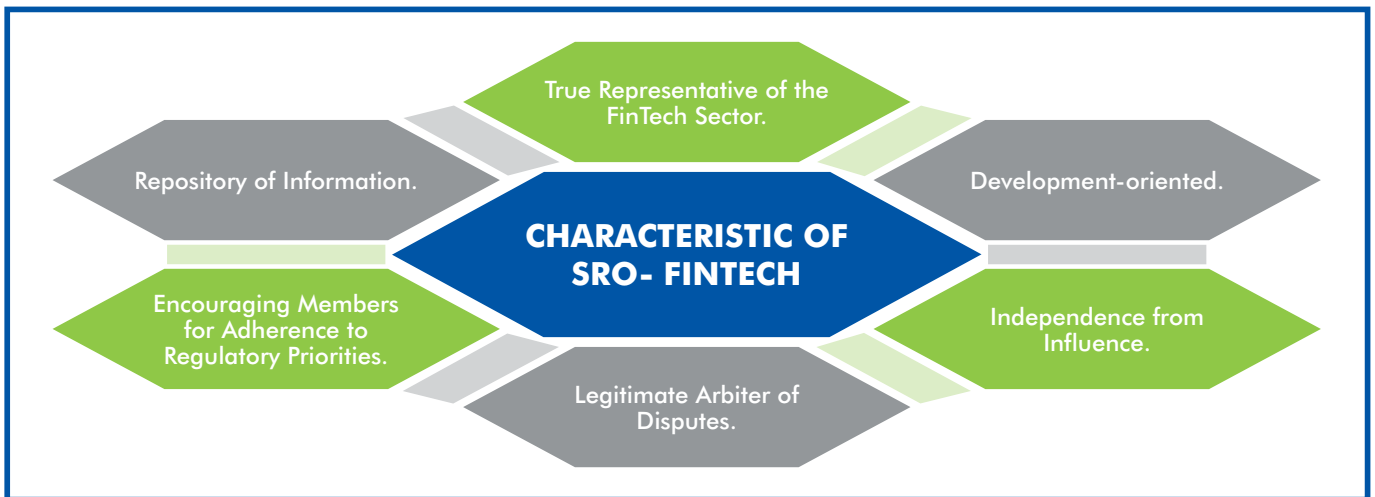 True Representative of the
FinTech Sector.
Repository of Information.
Development-oriented.
CHARACTERISTIC OF
SRO- FINTECH
Encouraging Members
for Adherence to
Regulatory Priorities.
Independence from
Influence.
Legitimate Arbiter of
Disputes.